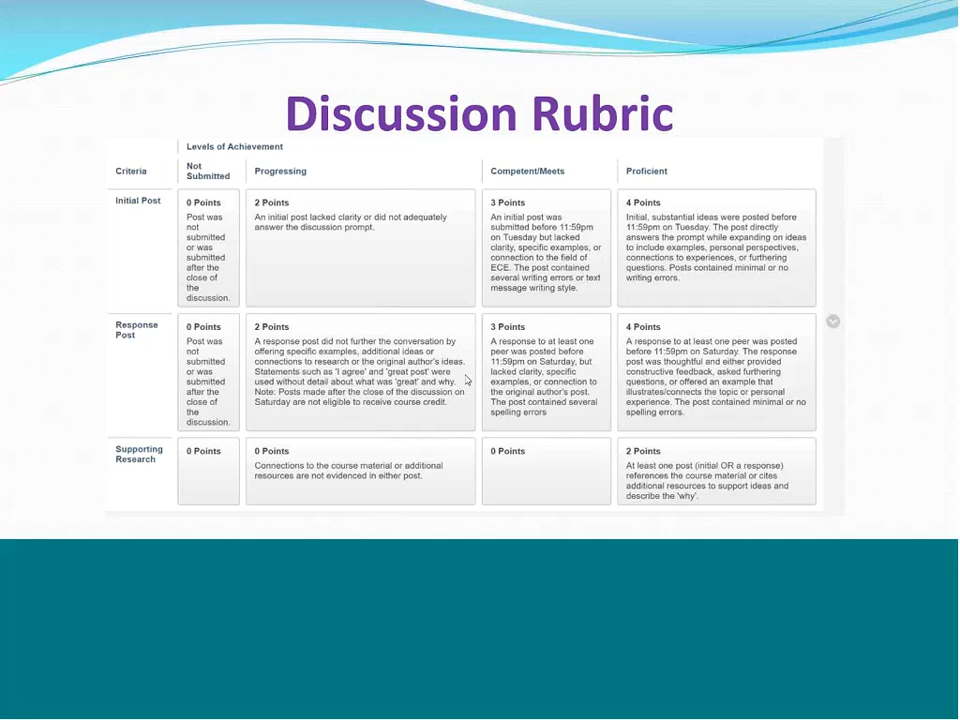 Discussion Rubric
Levels of Achievement
Criteria
Not
Submitted
Progressing
Competent/Meets
Proficient
Initial Post
0 Points
Post was
not
submitted
or was
submitted
after the
close of
the
discussion.
2 Points
An initial post lacked clarity or did not adequately
answer the discussion prompt.
3 Points
An initial post was
submitted before 11:59pm
on Tuesday but lacked
clarity, specific examples, or
connection to the field of
ECE. The post contained
several writing errors or text
message writing style.
4 Points
Initial, substantial ideas were posted before
11:59pm on Tuesday. The post directly
answers the prompt while expanding on ideas
to include examples, personal perspectives,
connections to experiences, or furthering
questions. Posts contained minimal or no
writing errors.
Response
Post
0 Points
Post was
not
submitted
or was
submitted
after the
close of
the
discussion.
2 Points
A response post did not further the conversation by
offering specific examples, additional ideas or
connections to research or the original author's ideas.
Statements such as 'I agree' and 'great post' were
used without detail about what was 'great' and why.
Note: Posts made after the close of the discussion on
Saturday are not eligible to receive course credit.
3 Points
A response to at least one
peer was posted before
11:59pm on Saturday, but
lacked clarity, specific
examples, or connection to
the original author's post.
The post contained several
spelling errors
4 Points
A response to at least one peer was posted
before 11:59pm on Saturday. The response
post was thoughtful and either provided
constructive feedback, asked furthering
questions, or offered an example that
illustrates/connects the topic or personal
experience. The post contained minimal or no
spelling errors.
Supporting
Research
0 Points
0 Points
Connections to the course material or additional
resources are not evidenced in either post.
0 Points
2 Points
At least one post (initial OR a response)
references the course material or cites
additional resources to support ideas and
describe the 'why'.